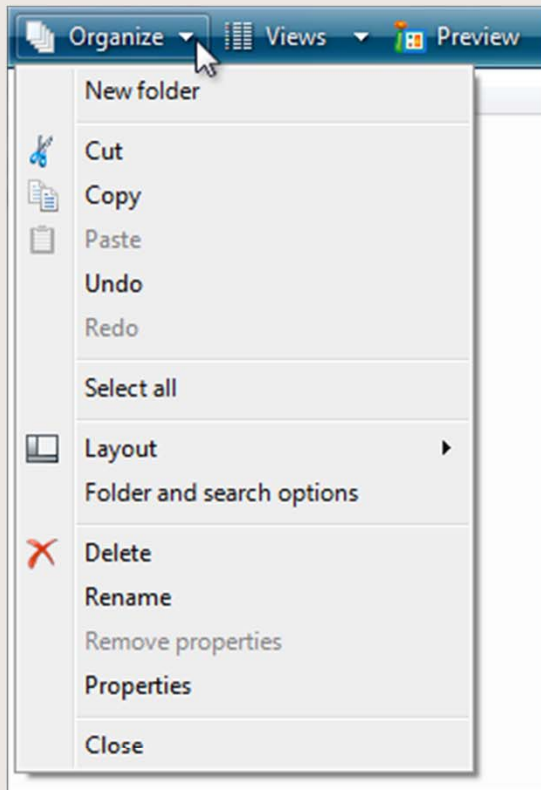 Organize Views Preview
New folder
Cut
Copy
Paste
Undo
Redo
Select all
Layout
Folder and search options
Delete
Rename
Remove properties
Properties
Close